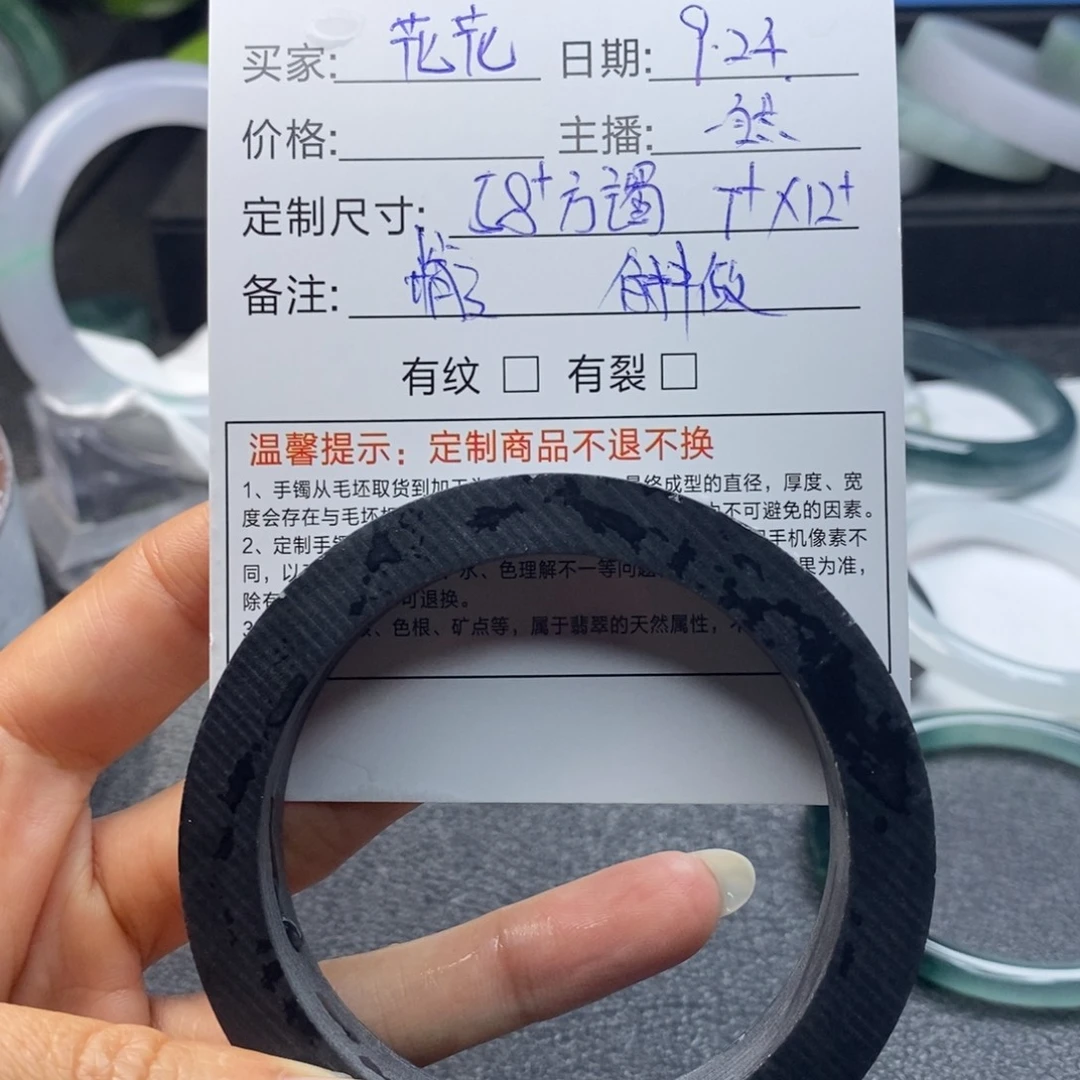 买家: 花花 日期: 9.24
价格: 主播:
定制尺寸: 58+方镯 7+X12+
备注: 料做
有纹 □ 有裂 □
温馨提示：定制商品不退不换
1、手镯从毛坯取货到加工 最终成型的直径，厚度、宽
度会存在与毛坯 不可避免的因素。
2、定制手镯 手机像素不
同，以 水、色理解不一等问题 果为准，
除有 可退换。
3 、色根、矿点等，属于翡翠的天然属性，不